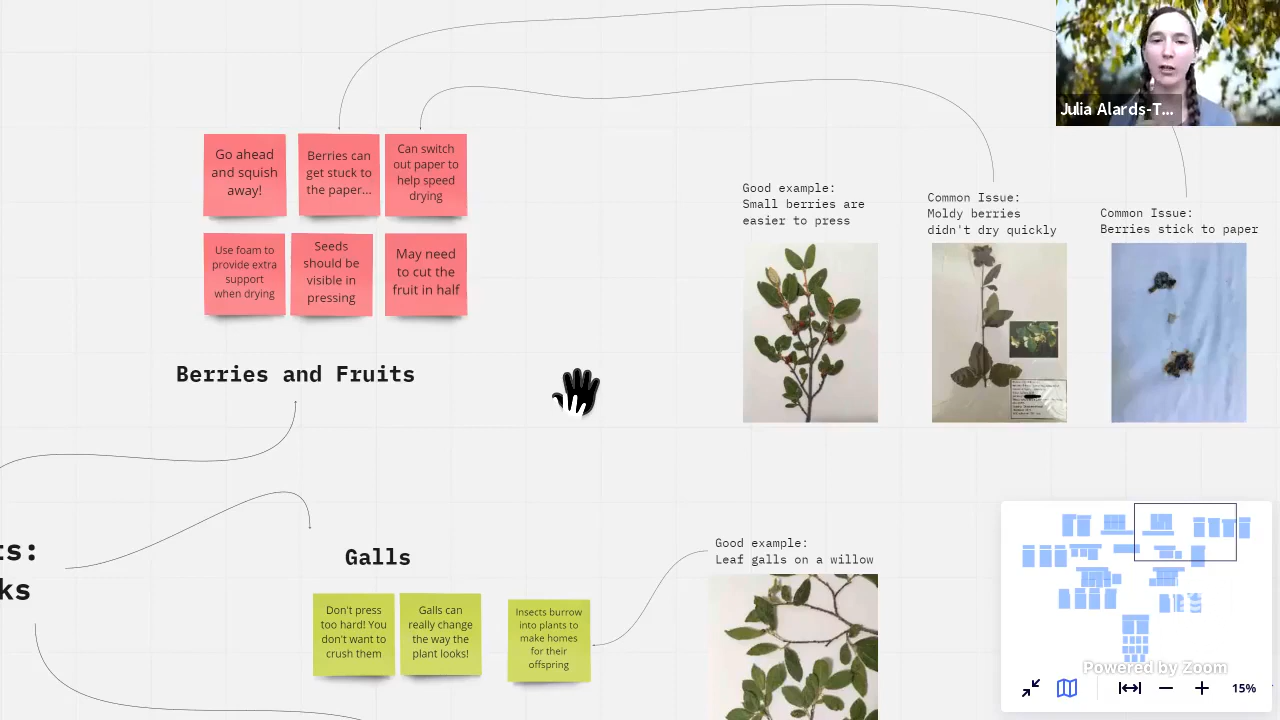 Julia Alards-T...
Go ahead
and squish
away!
Berries can
get stuck to
the paper...
Can switch
out paper to
help speed
drying
Use foam to
provide extra
support
when drying
Seeds
should be
visible in
pressing
May need
to cut the
fruit in half
Berries and Fruits
Good example:
Small berries are
easier to press
Common Issue:
Moldy berries
didn't dry quickly
Common Issue:
Berries stick to paper
ts:
ks
Galls
Don't press
too hard! You
don't want to
crush them
Galls can
really change
the way the
plant looks!
Insects burrow
into plants to
make homes
for their
offspring
Good example:
Leaf galls on a willow
Powered by Zoom
15%